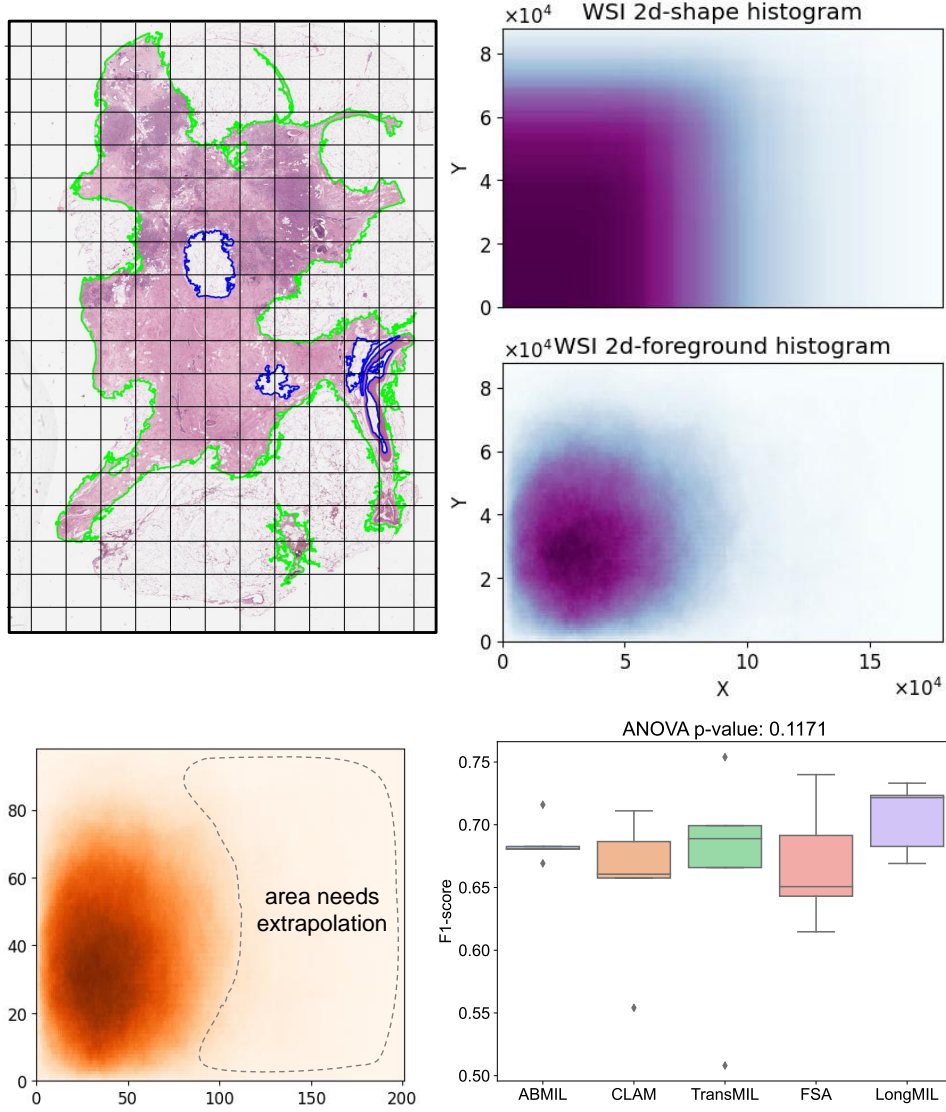 ×10⁴ WSI 2d-shape histogram
8
6
Y
4
2
0
×10⁴ WSI 2d-foreground histogram
8
6
Y
4
2
0
0 5 10 15
X ×10⁴
80
60
40
20
0
area needs
extrapolation
0 50 100 150 200
ANOVA p-value: 0.1171
0.75
0.70
0.65
F1-score
0.60
0.55
0.50
ABMIL CLAM TransMIL FSA LongMIL